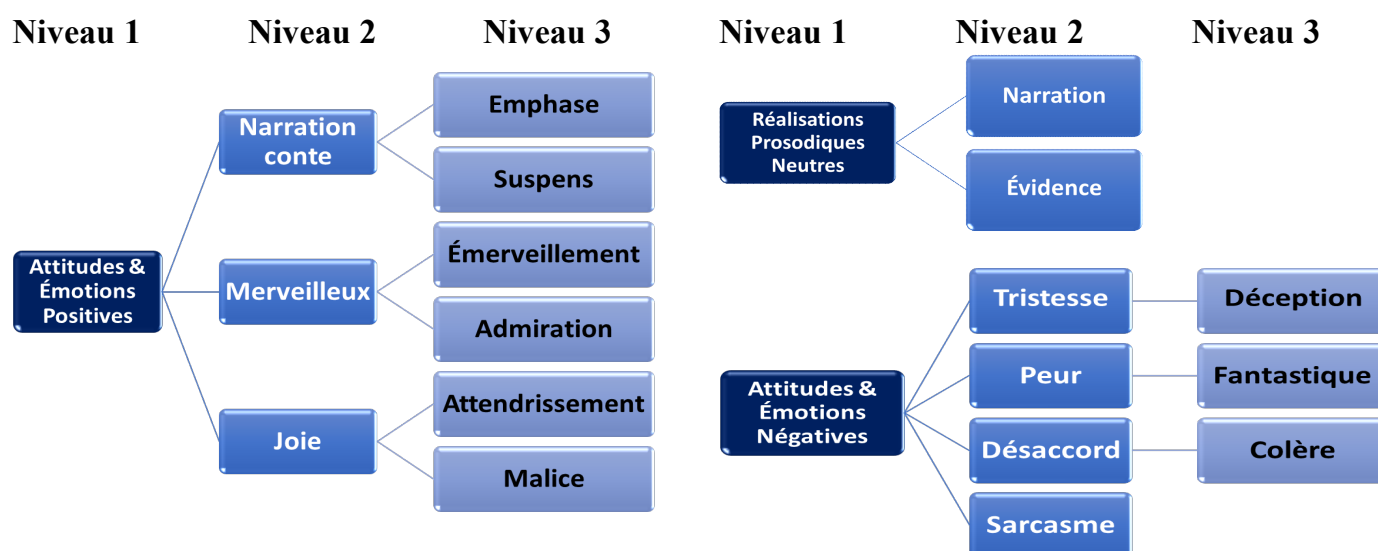 Niveau 1
Niveau 2
Niveau 3
Attitudes &
Émotions
Positives
Narration
conte
Emphase
Suspens
Merveilleux
Émerveillement
Admiration
Joie
Attendrissement
Malice
Niveau 1
Niveau 2
Niveau 3
Réalisations
Prosodiques
Neutres
Narration
Évidence
Attitudes &
Émotions
Négatives
Tristesse
Déception
Peur
Fantastique
Désaccord
Colère
Sarcasme